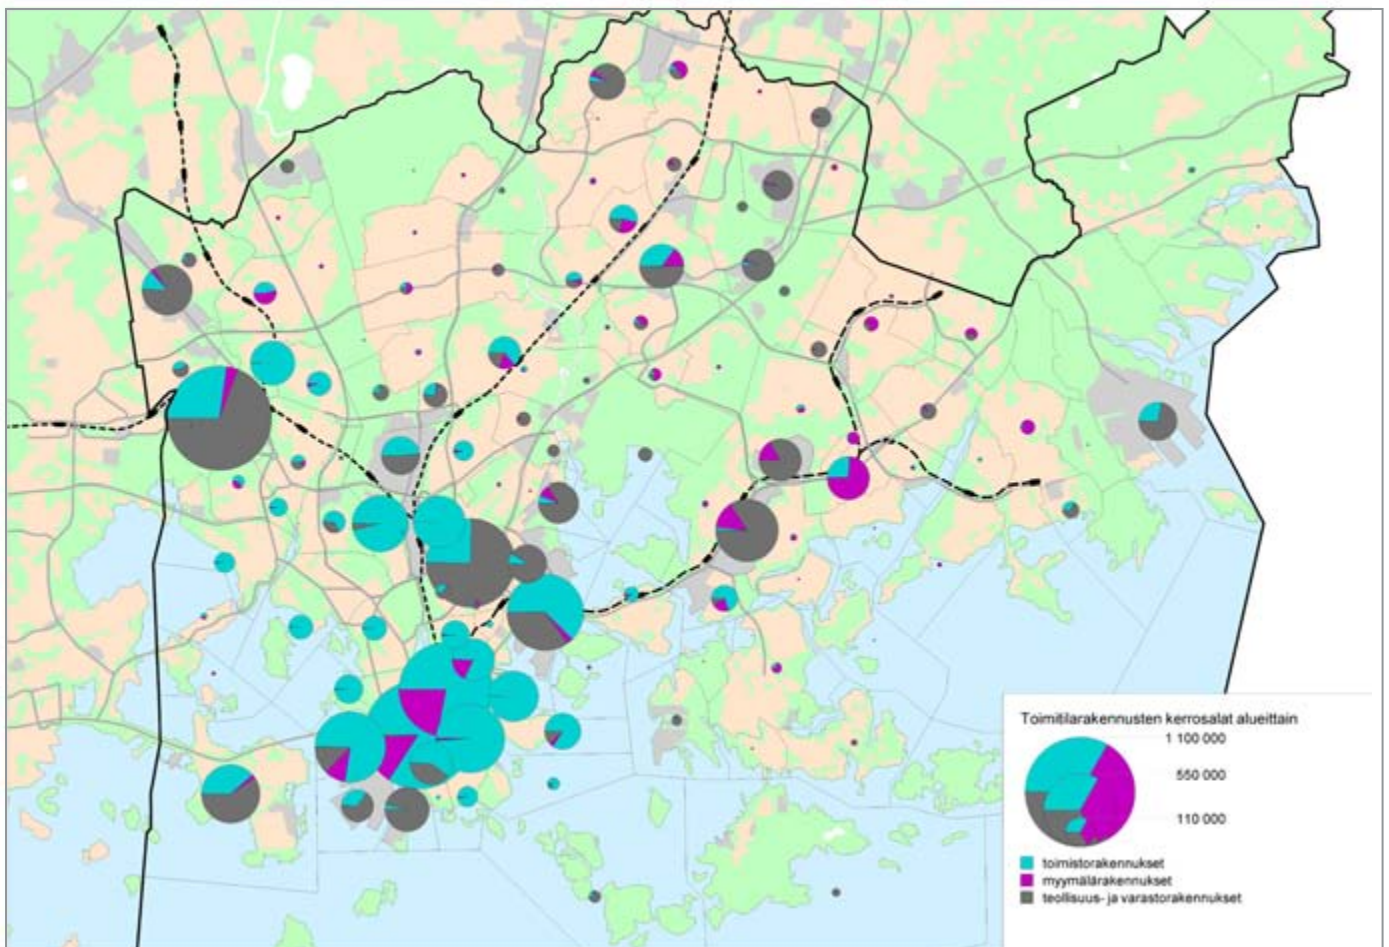 Toimitilarakennusten kerrosalat alueittain
1 100 000
550 000
110 000
toimistorakennukset
myymälärakennukset
teollisuus- ja varastorakennukset